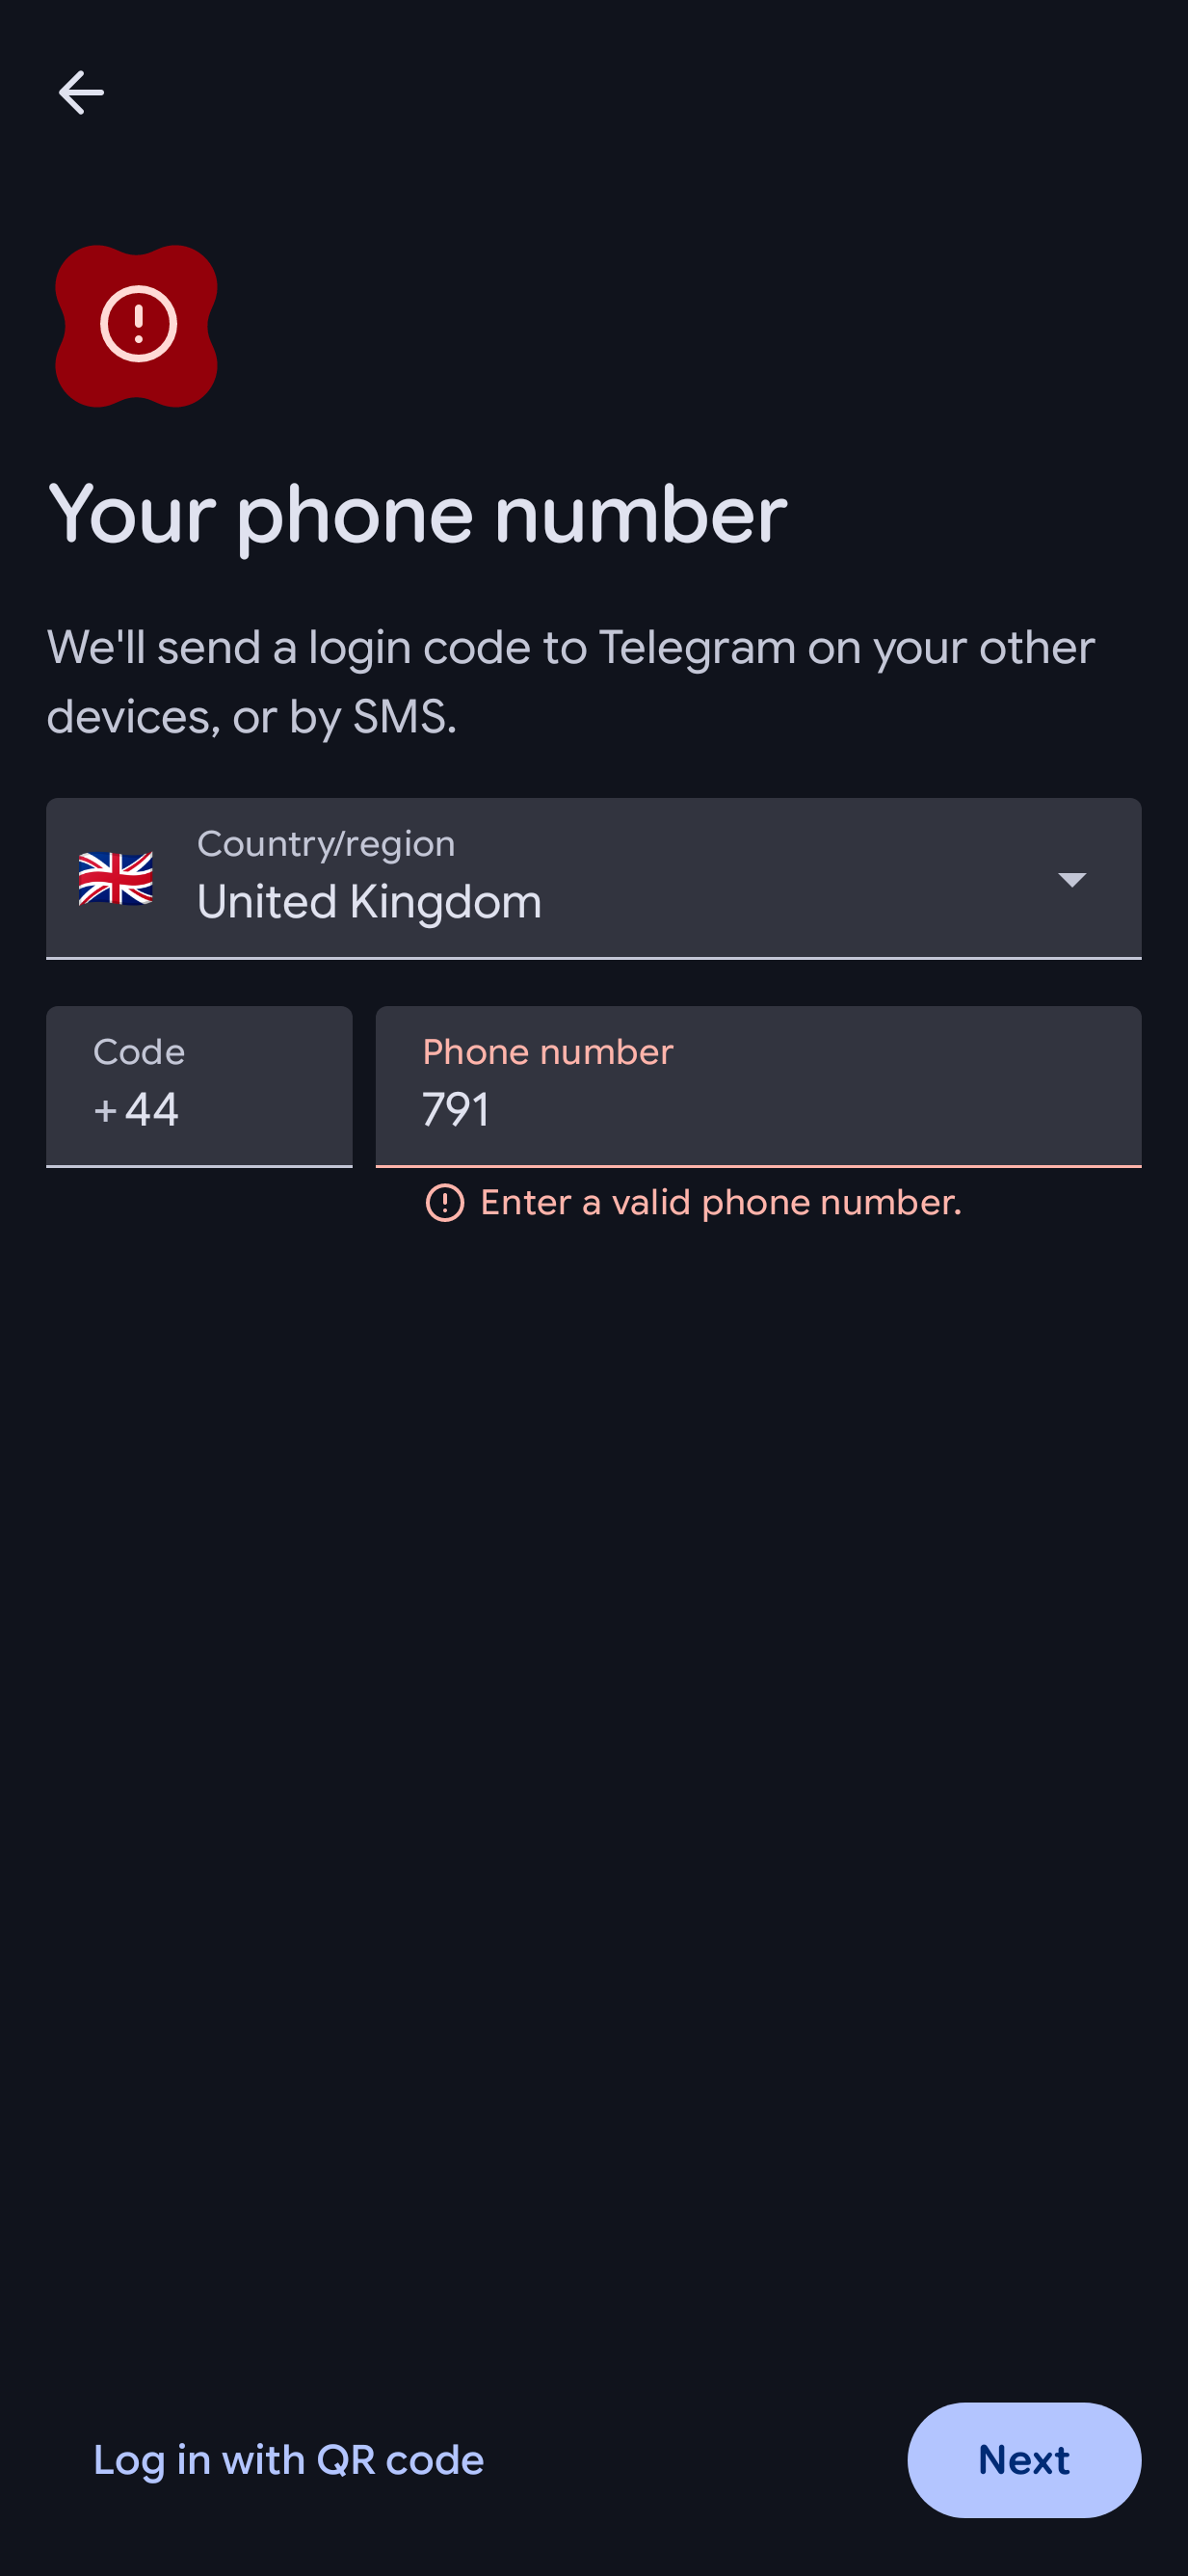 Your phone number
We'll send a login code to Telegram on your other
devices, or by SMS.
Country/region
United Kingdom
Code
+44
Phone number
791
Enter a valid phone number.
Log in with QR code
Next